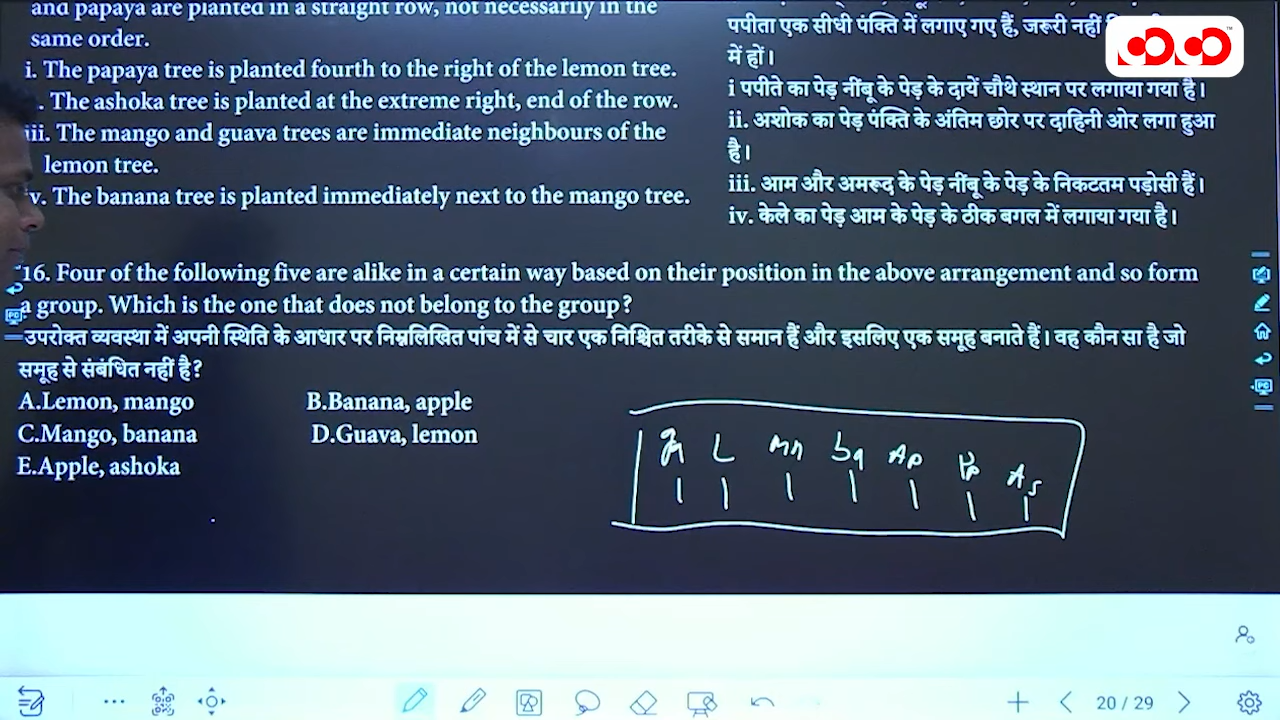 and papaya are planted in a straight row, not necessarily in the
same order.
i. The papaya tree is planted fourth to the right of the lemon tree.
. The ashoka tree is planted at the extreme right, end of the row.
iii. The mango and guava trees are immediate neighbours of the
lemon tree.
v. The banana tree is planted immediately next to the mango tree.
पपीता एक सीधी पंक्ति में लगाए गए हैं, जरूरी नहीं
में हों।
i पपीते का पेड़ नींबू के पेड़ के दायें चौथे स्थान पर लगाया गया है।
ii. अशोक का पेड़ पंक्ति के अंतिम छोर पर दाहिनी ओर लगा हुआ
है।
iii. आम और अमरूद के पेड़ नींबू के पेड़ के निकटतम पड़ोसी हैं।
iv. केले का पेड़ आम के पेड़ के ठीक बगल में लगाया गया है।
16. Four of the following five are alike in a certain way based on their position in the above arrangement and so form
a group. Which is the one that does not belong to the group?
उपरोक्त व्यवस्था में अपनी स्थिति के आधार पर निम्नलिखित पांच में से चार एक निश्चित तरीके से समान हैं और इसलिए एक समूह बनाते हैं। वह कौन सा है जो
समूह से संबंधित नहीं है?
A.Lemon, mango B.Banana, apple
C.Mango, banana D.Guava, lemon
E.Apple, ashoka
L Mn Ba Ap Pp As
20 / 29